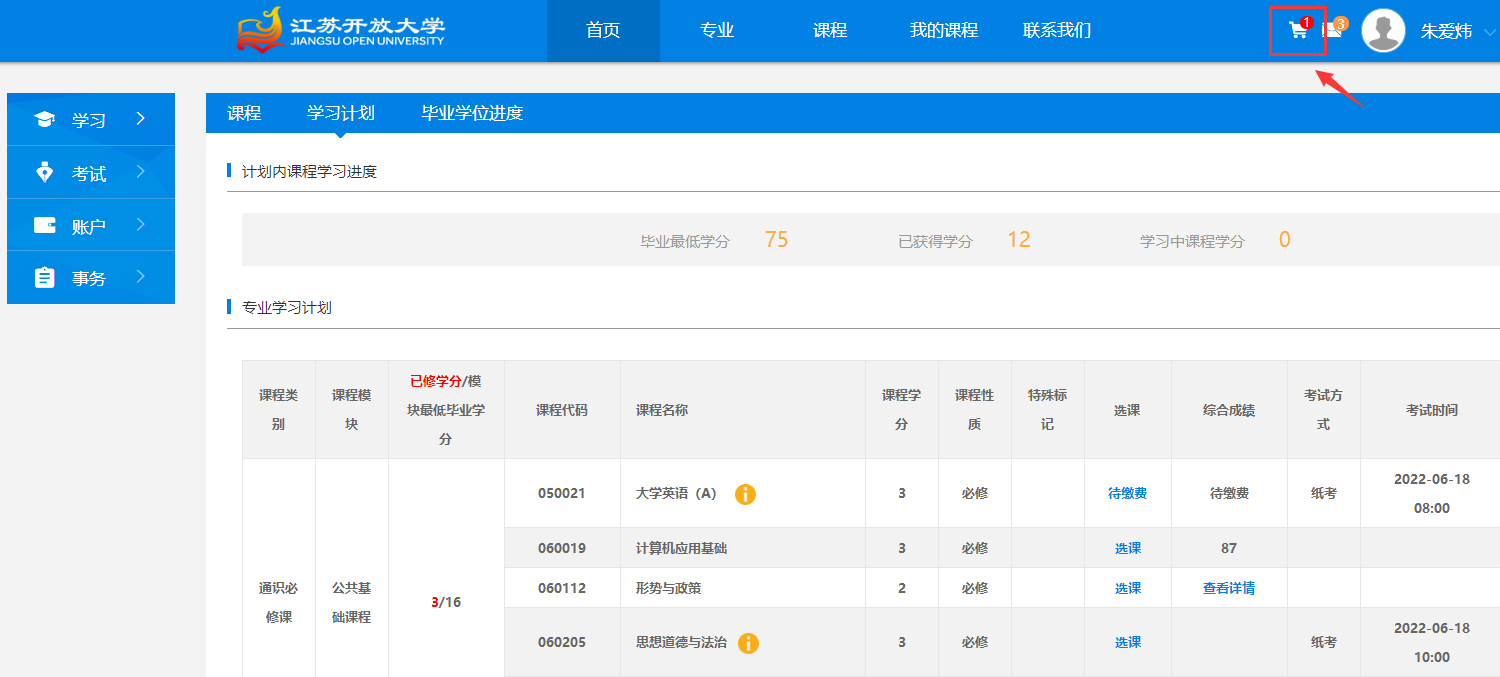 江苏开放大学
JIANGSU OPEN UNIVERSITY
首页 专业 课程 我的课程 联系我们 1 3 朱爱炜
学习
考试
账户
事务
课程 学习计划 毕业学位进度
计划内课程学习进度
毕业最低学分 75 已获得学分 12 学习中课程学分 0
专业学习计划
课程类
别
课程模
块
已修学分/模
块最低毕业学
分
课程代码
课程名称
课程学
分
课程性
质
特殊标
记
选课
综合成绩
考试方
式
考试时间
通识必
修课
公共基
础课程
3/16
050021 大学英语（A） 3 必修 待缴费 待缴费 纸考 2022-06-18
08:00
060019 计算机应用基础 3 必修 选课 87
060112 形势与政策 2 必修 选课 查看详情
060205 思想道德与法治 3 必修 选课 纸考 2022-06-18
10:00